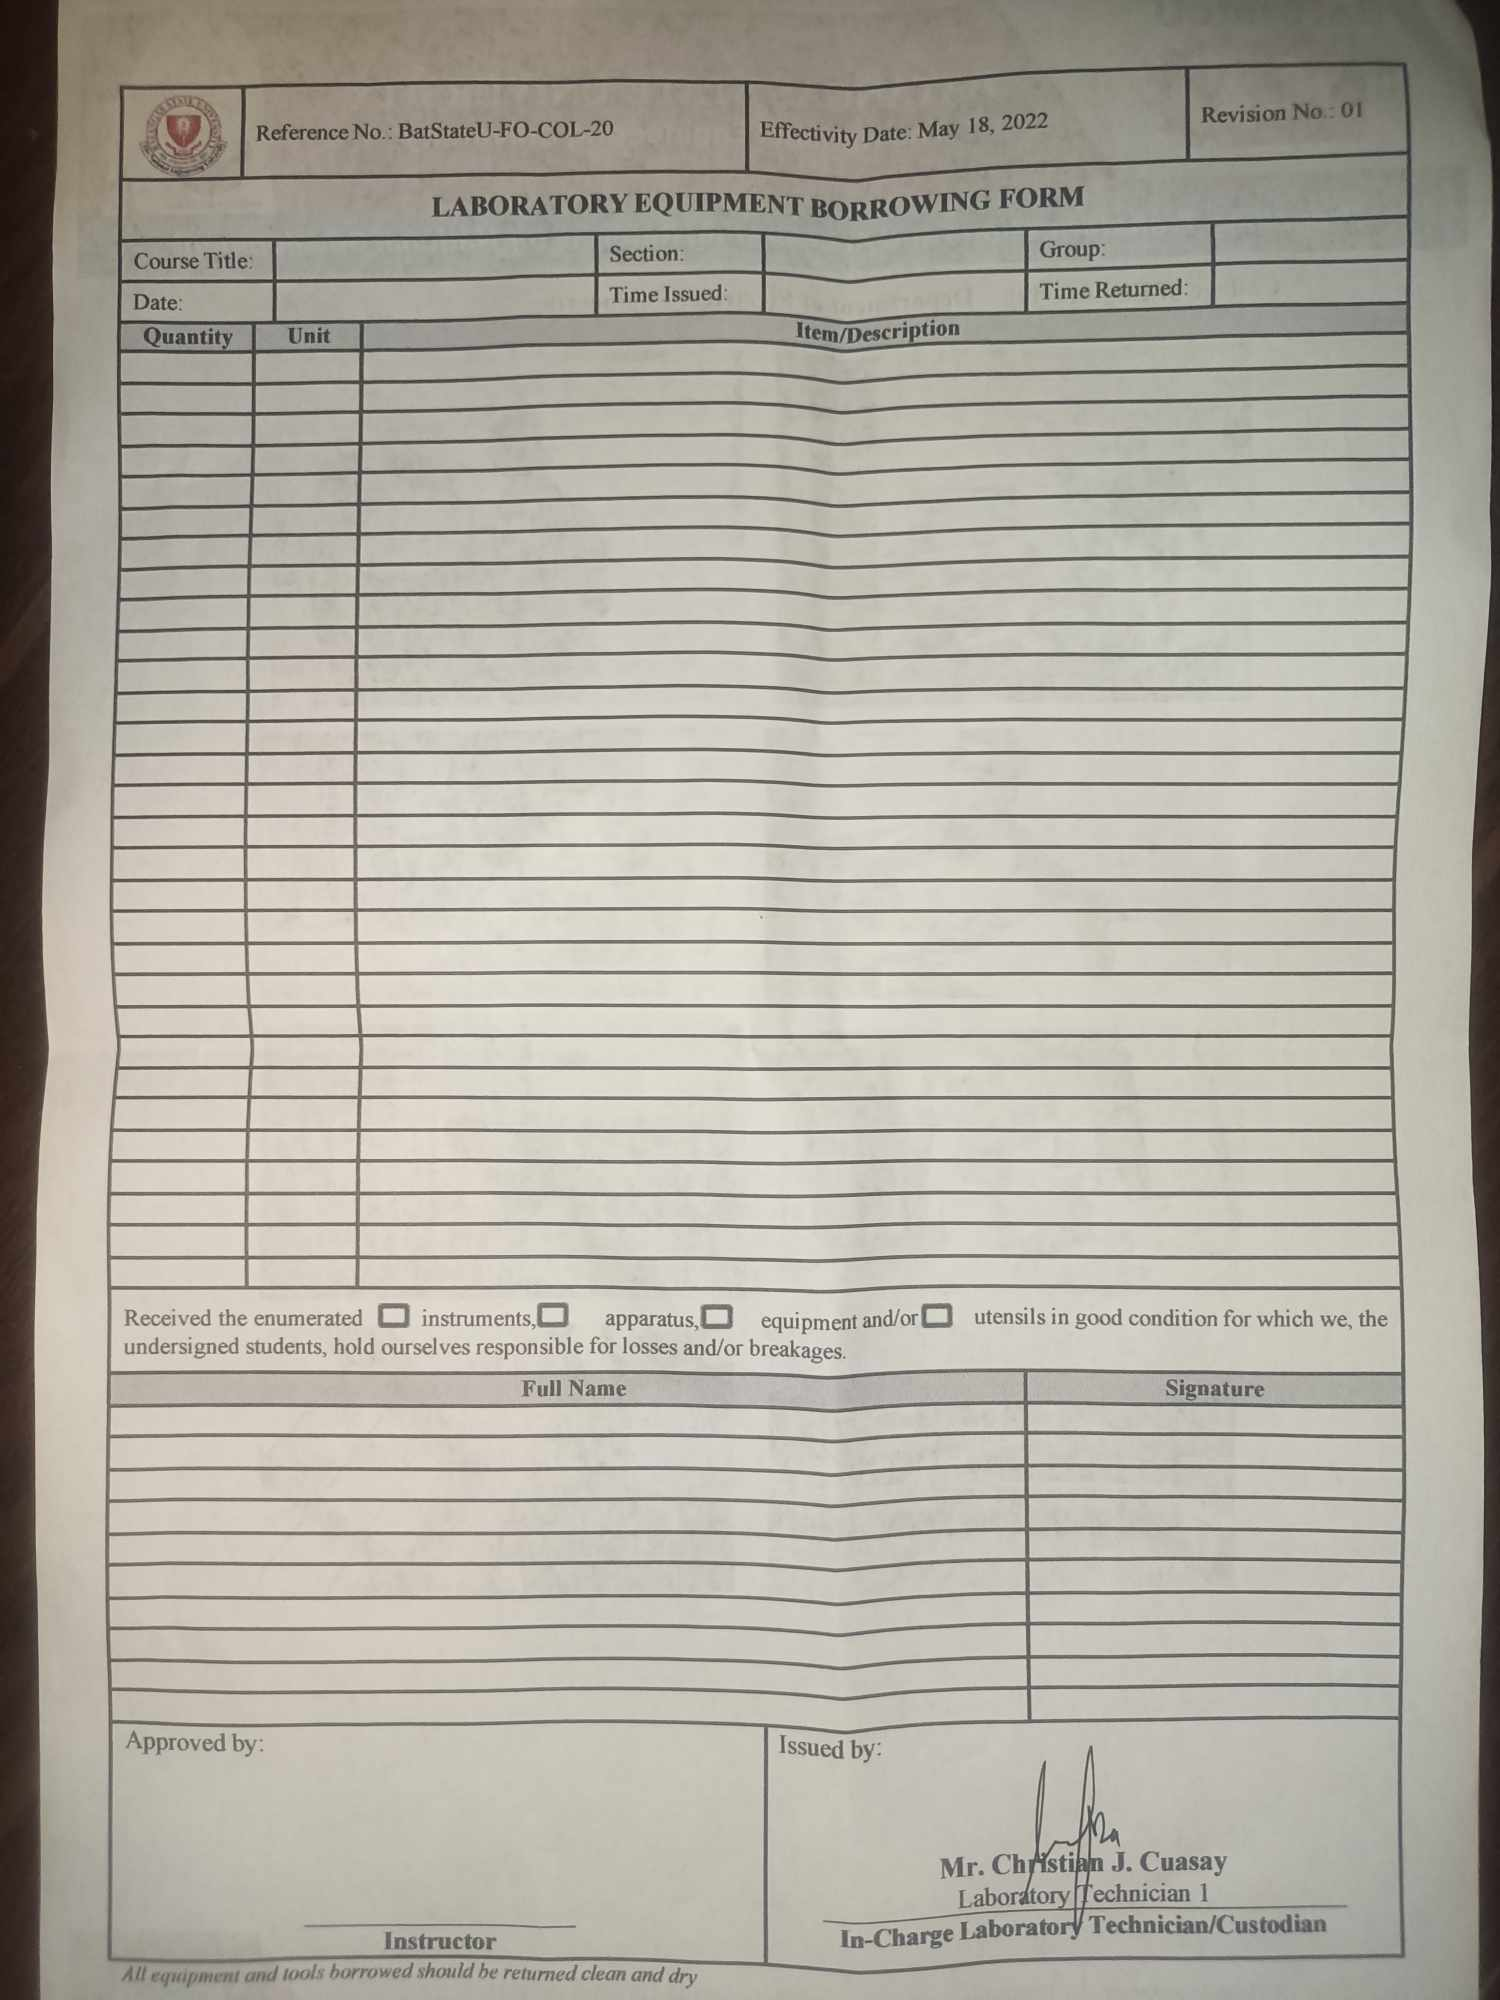 Reference No.: BatStateU-FO-COL-20
Effectivity Date: May 18, 2022
Revision No.: 01
LABORATORY EQUIPMENT BORROWING FORM
Course Title:
Section:
Group:
Date:
Time Issued:
Time Returned:
Quantity
Unit
Item/Description
Received the enumerated instruments, apparatus, equipment and/or utensils in good condition for which we, the
undersigned students, hold ourselves responsible for losses and/or breakages.
Full Name
Signature
Approved by:
Issued by:
Mr. Christian J. Cuasay
Laboratory Technician 1
In-Charge Laboratory Technician/Custodian
Instructor
All equipment and tools borrowed should be returned clean and dry